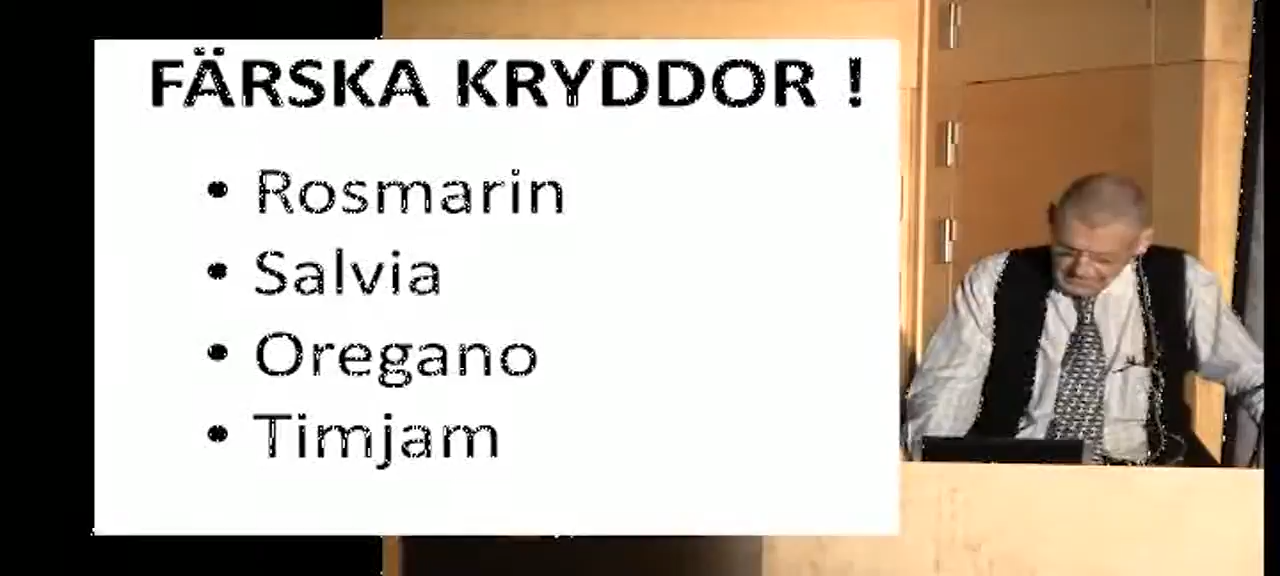 FÄRSKA KRYDDOR !
• Rosmarin
• Salvia
• Oregano
• Timjam